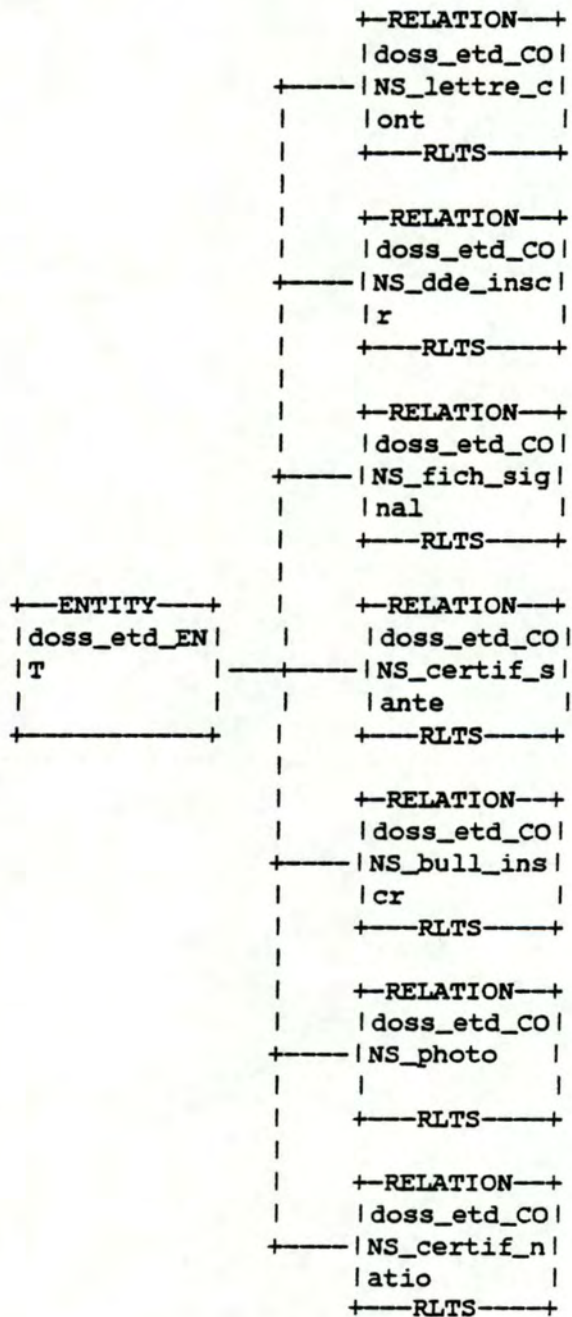 +—RELATION—+
|doss_etd_CO|
+————|NS_lettre_c|
|ont |
+———RLTS————+
+—RELATION—+
|doss_etd_CO|
+————|NS_dde_insc|
|r |
+———RLTS————+
+—RELATION—+
|doss_etd_CO|
+————|NS_fich_sig|
|nal |
+———RLTS————+
+——ENTITY———+ +—RELATION—+
|doss_etd_EN| |doss_etd_CO|
|T |——+————|NS_certif_s|
| | |ante |
+———————————+ +———RLTS————+
+—RELATION—+
|doss_etd_CO|
+————|NS_bull_ins|
|cr |
+———RLTS————+
+—RELATION—+
|doss_etd_CO|
+————|NS_photo |
| |
+———RLTS————+
+—RELATION—+
|doss_etd_CO|
+————|NS_certif_n|
|atio |
+———RLTS————+